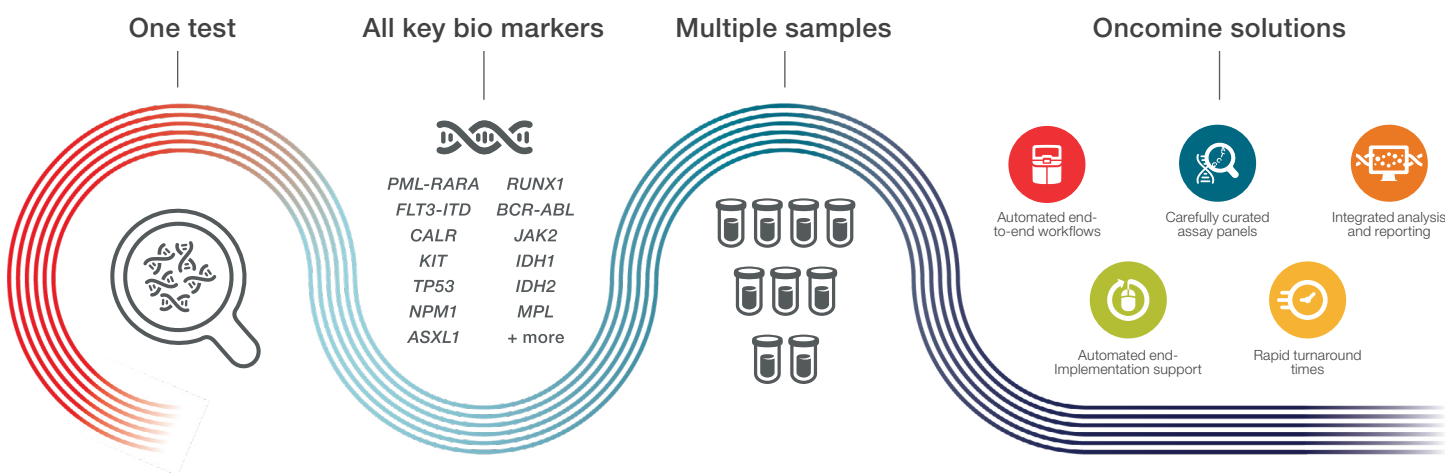 One test
All key bio markers
Multiple samples
Oncomine solutions
PML-RARA
FLT3-ITD
CALR
KIT
TP53
NPM1
ASXL1
RUNX1
BCR-ABL
JAK2
IDH1
IDH2
MPL
+ more
Automated end-
to-end workflows
Carefully curated
assay panels
Integrated analysis
and reporting
Automated end-
Implementation support
Rapid turnaround
times